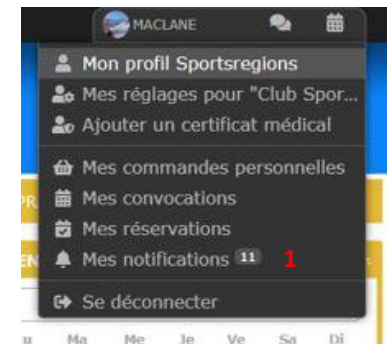 MACLANE
Mon profil Sportsregions
Mes réglages pour "Club Spor...
Ajouter un certificat médical
Mes commandes personnelles
Mes convocations
Mes réservations
Mes notifications 11 1
Se déconnecter
Ma Me Je Ve Sa Di